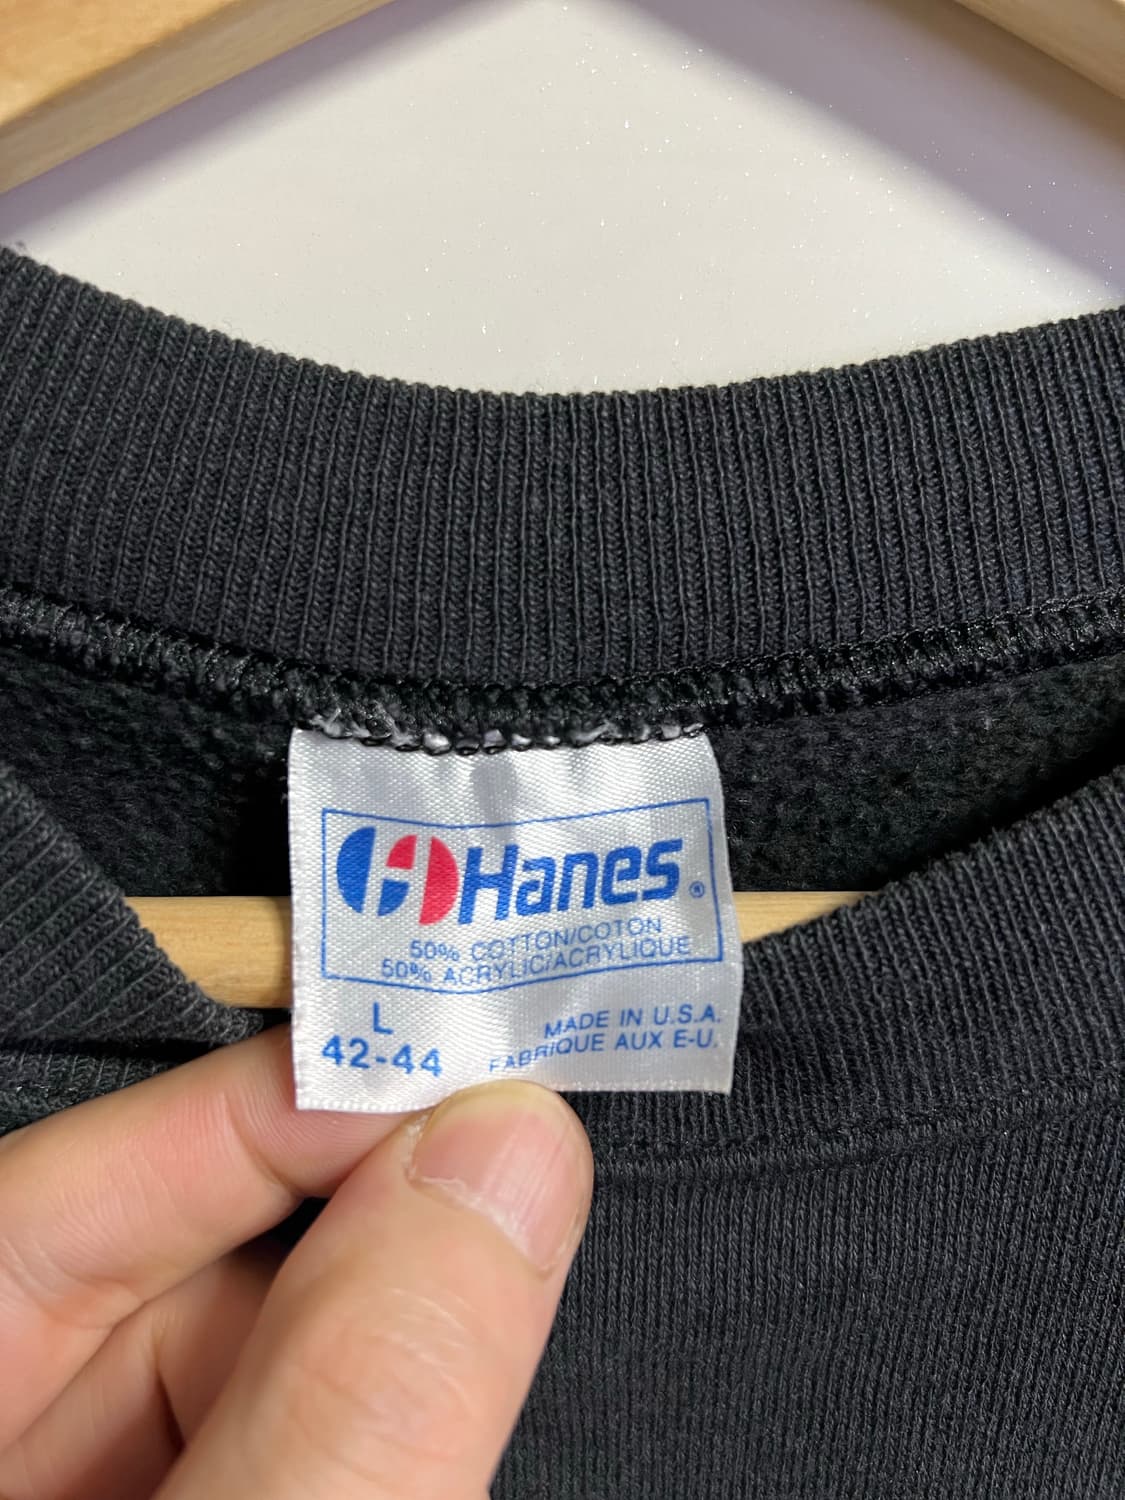 Hanes®
50% COTTON/COTON
50% ACRYLIC/ACRYLIQUE
L
42-44
MADE IN U.S.A.
FABRIQUE AUX E-U.